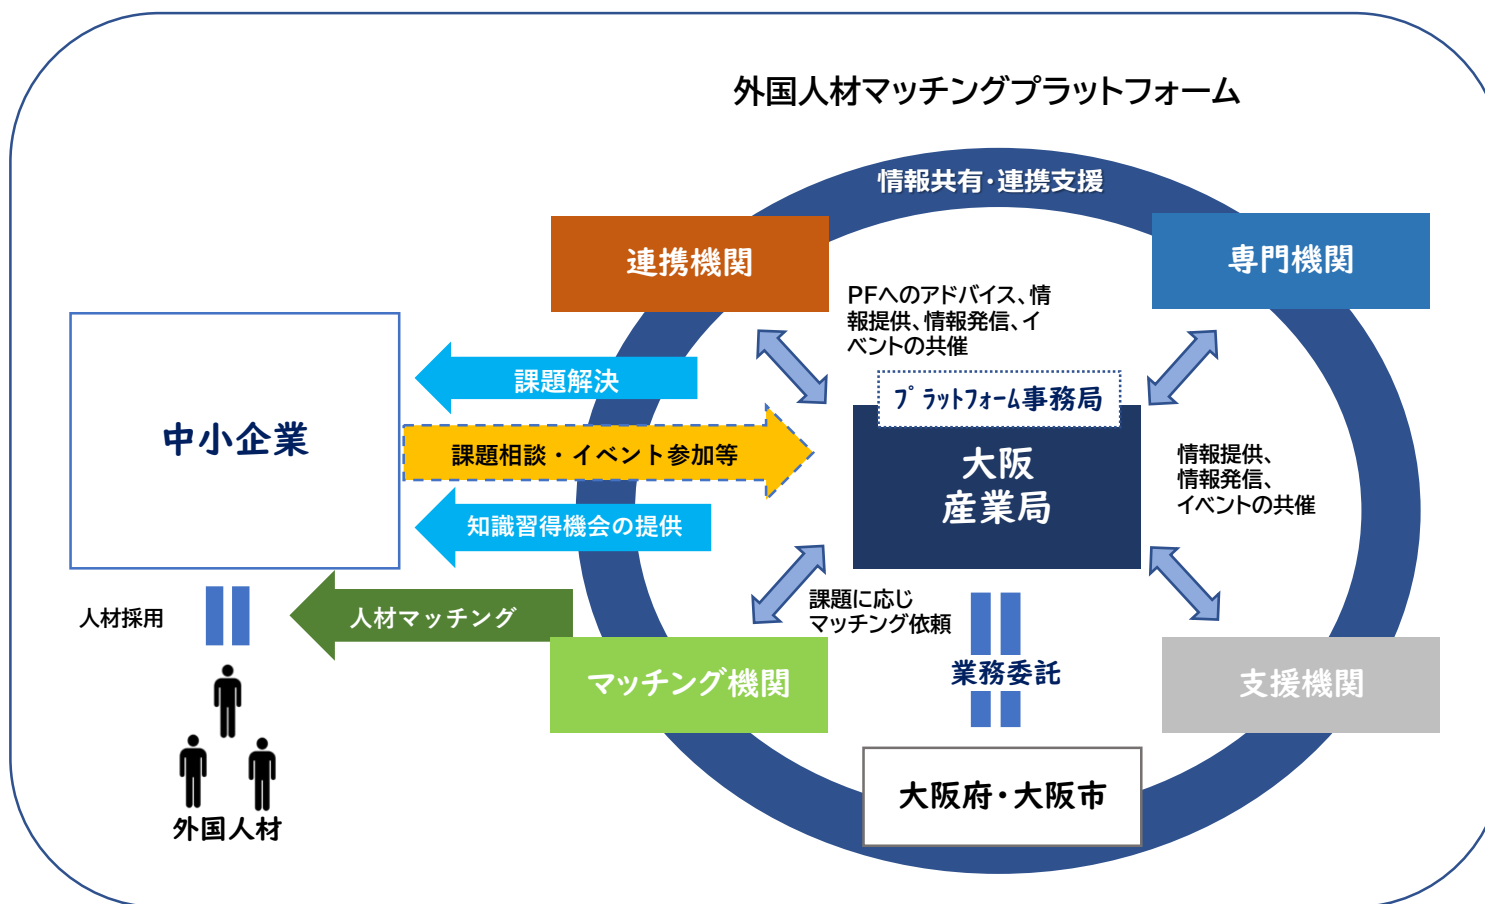 外国人材マッチングプラットフォーム
情報共有・連携支援
連携機関
専門機関
PFへのアドバイス、情
報提供、情報発信、イ
ベントの共催
中小企業
課題解決
課題相談・イベント参加等
知識習得機会の提供
プラットフォーム事務局
大阪
産業局
情報提供、
情報発信、
イベントの共催
人材採用
人材マッチング
課題に応じ
マッチング依頼
マッチング機関
業務委託
支援機関
大阪府・大阪市
外国人材